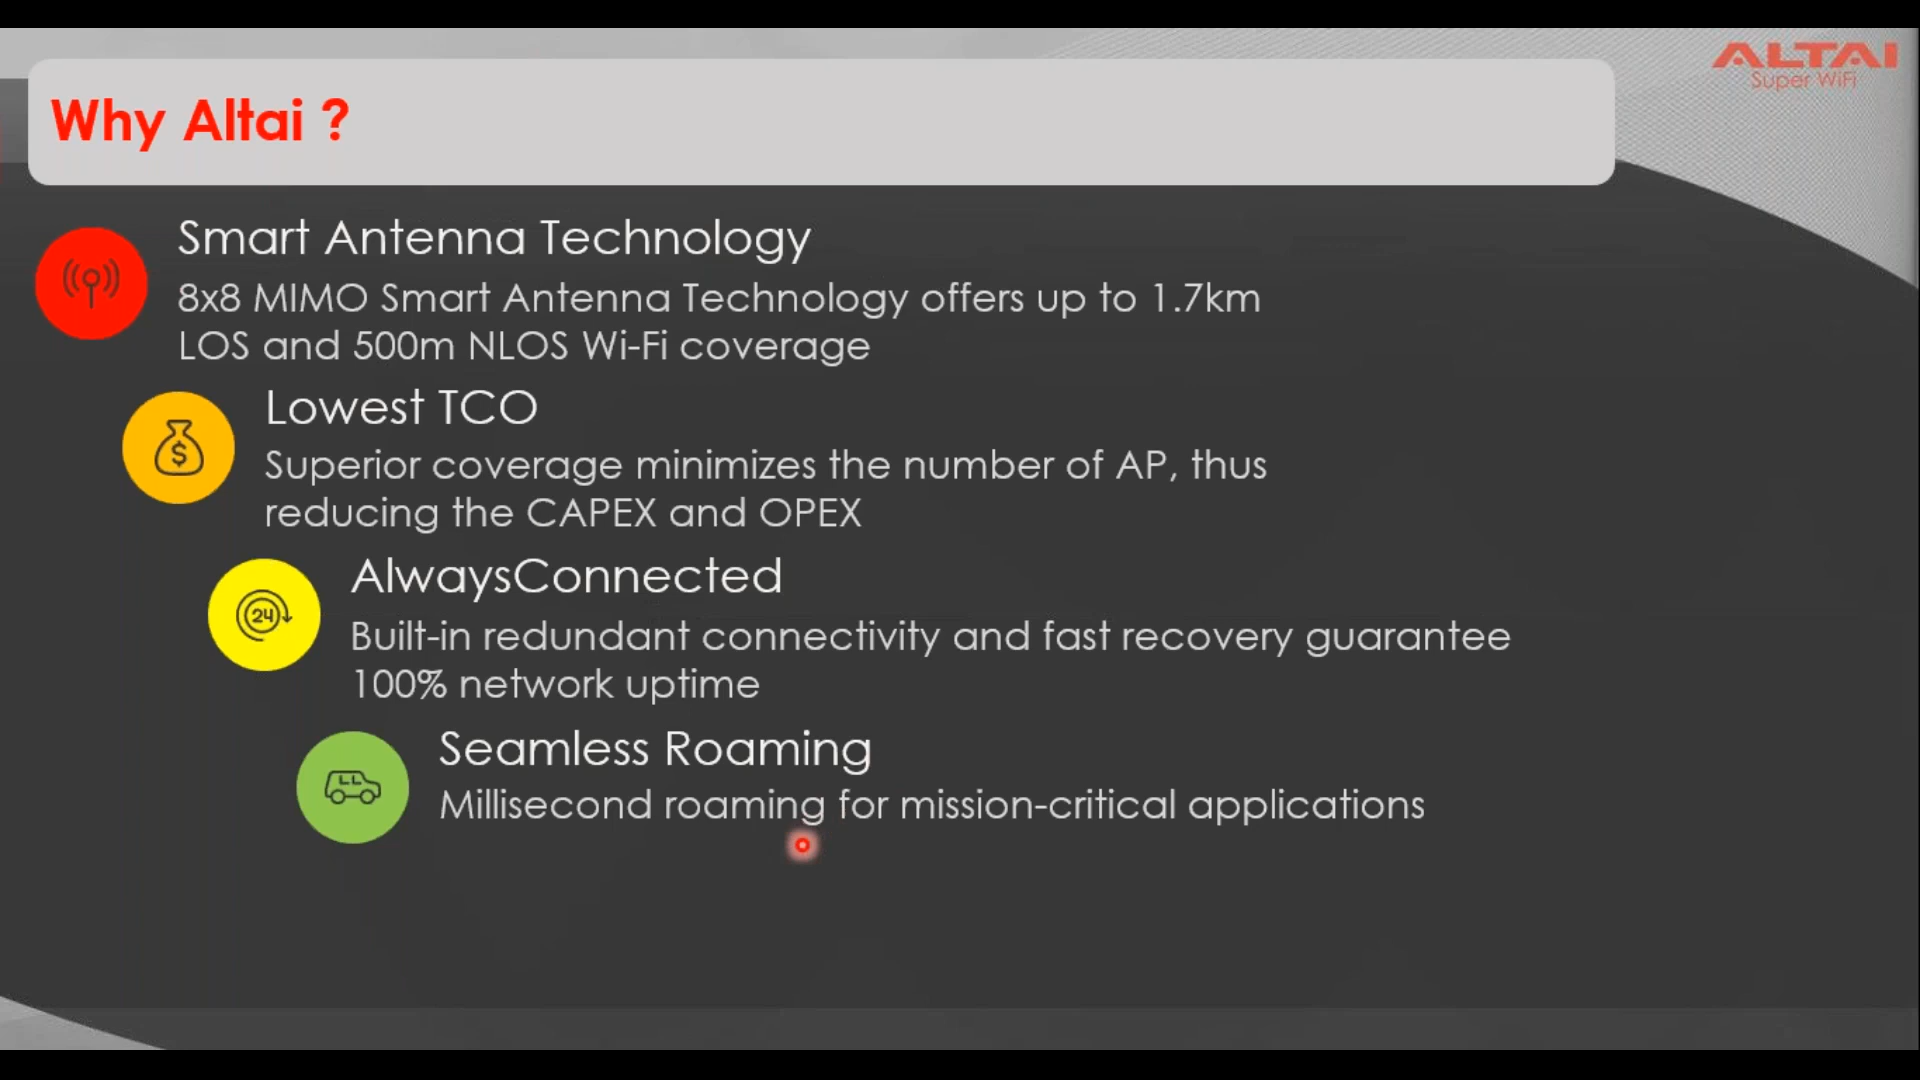 ALTAI
Super WiFi
Why Altai ?
Smart Antenna Technology
8x8 MIMO Smart Antenna Technology offers up to 1.7km
LOS and 500m NLOS Wi-Fi coverage
Lowest TCO
$
Superior coverage minimizes the number of AP, thus
reducing the CAPEX and OPEX
AlwaysConnected
24
Built-in redundant connectivity and fast recovery guarantee
100% network uptime
Seamless Roaming
Millisecond roaming for mission-critical applications